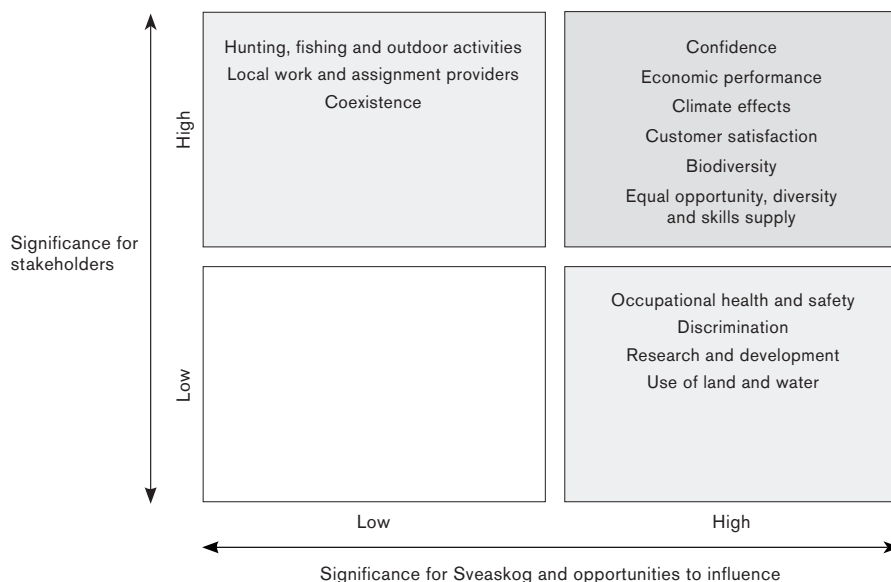 Hunting, fishing and outdoor activities
Local work and assignment providers
Coexistence
Confidence
Economic performance
Climate effects
Customer satisfaction
Biodiversity
Equal opportunity, diversity
and skills supply
High
Significance for
stakeholders
Occupational health and safety
Discrimination
Research and development
Use of land and water
Low
Low
High
Significance for Sveaskog and opportunities to influence